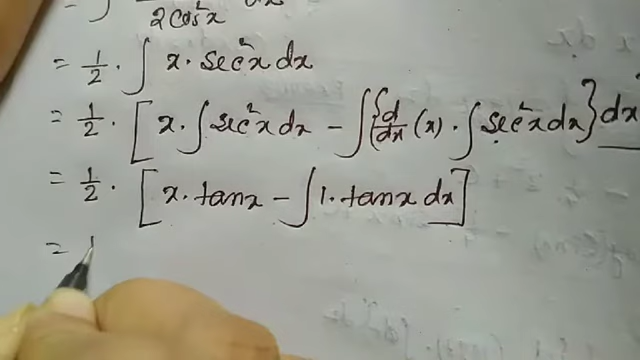 = ∫ / 2cos²x dx
= 1/2 · ∫ x · sec²x dx
= 1/2 · [x · ∫ sec²x dx − ∫{d/dx (x) · ∫ sec²x dx} dx
= 1/2 · [x · tanx − ∫ 1 · tanx dx]
=